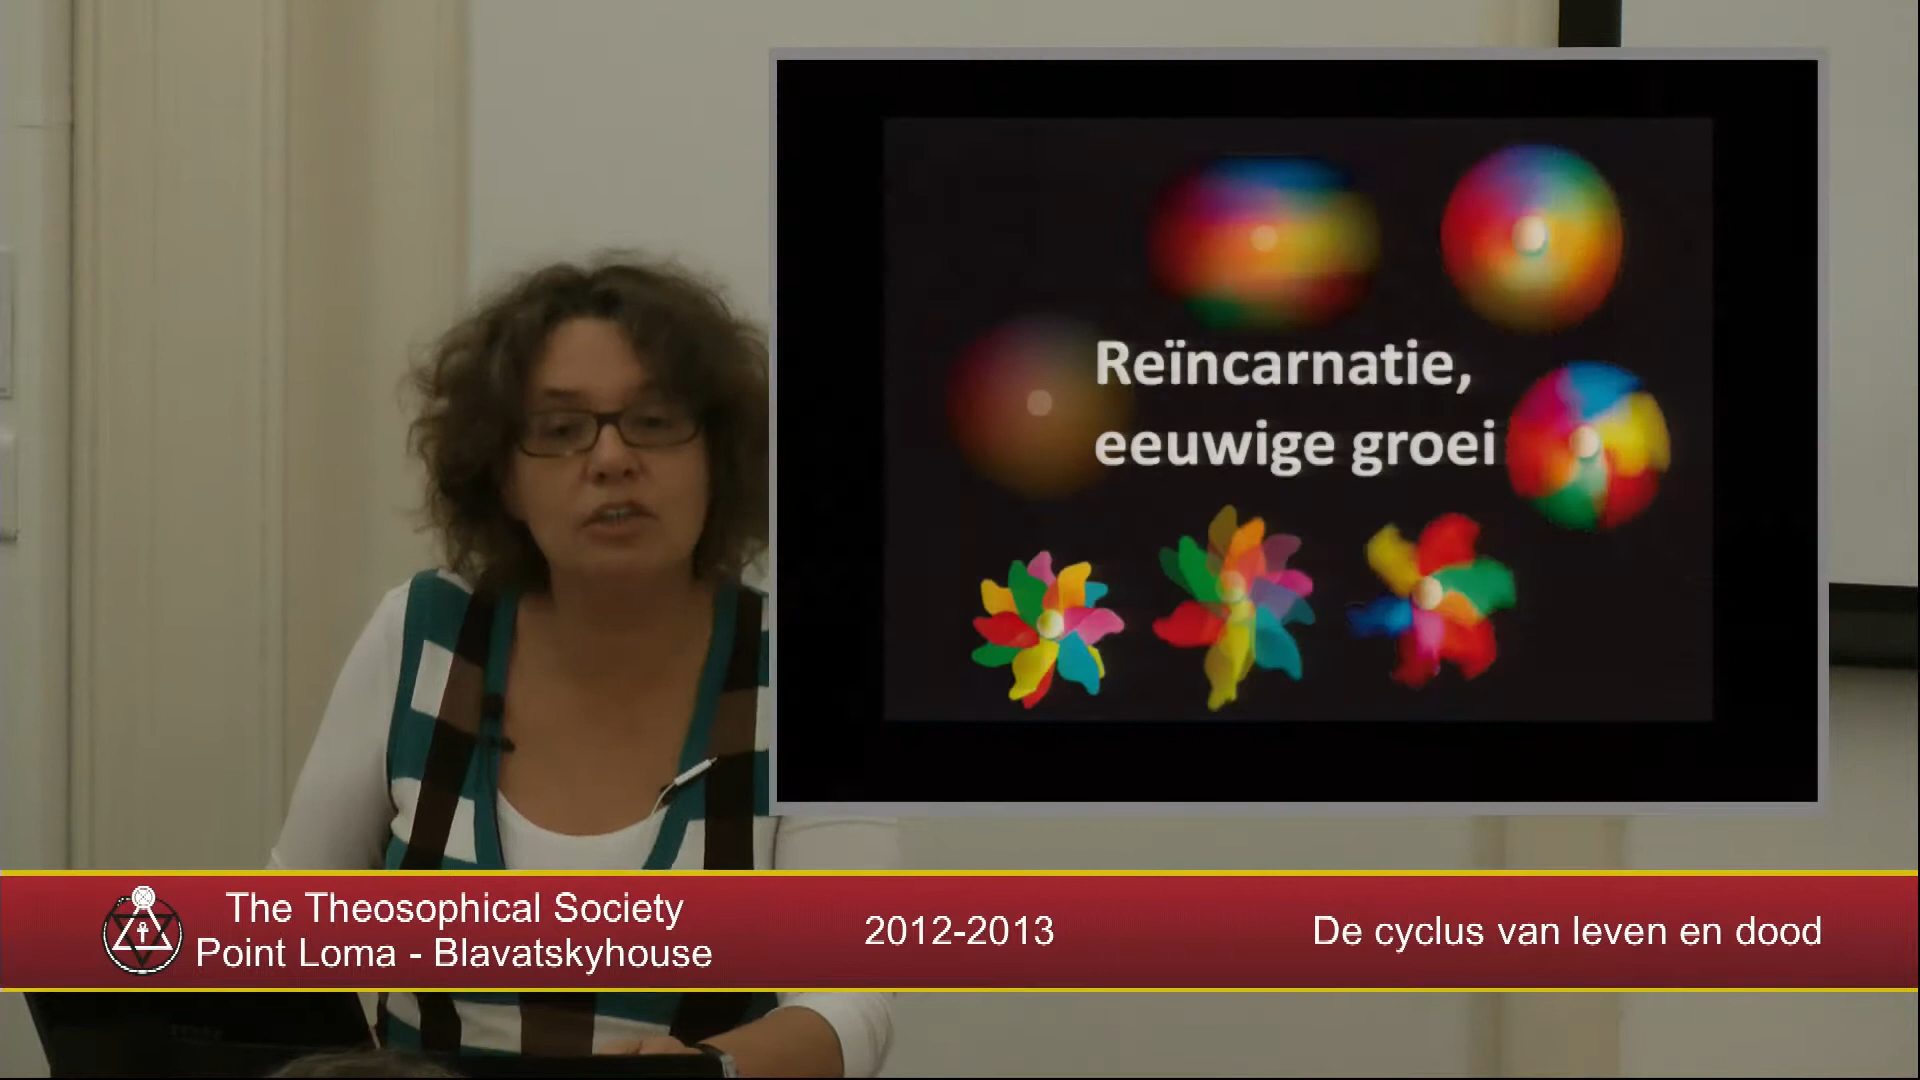 Reïncarnatie,
eeuwige groei
The Theosophical Society
Point Loma - Blavatskyhouse
2012-2013
De cyclus van leven en dood